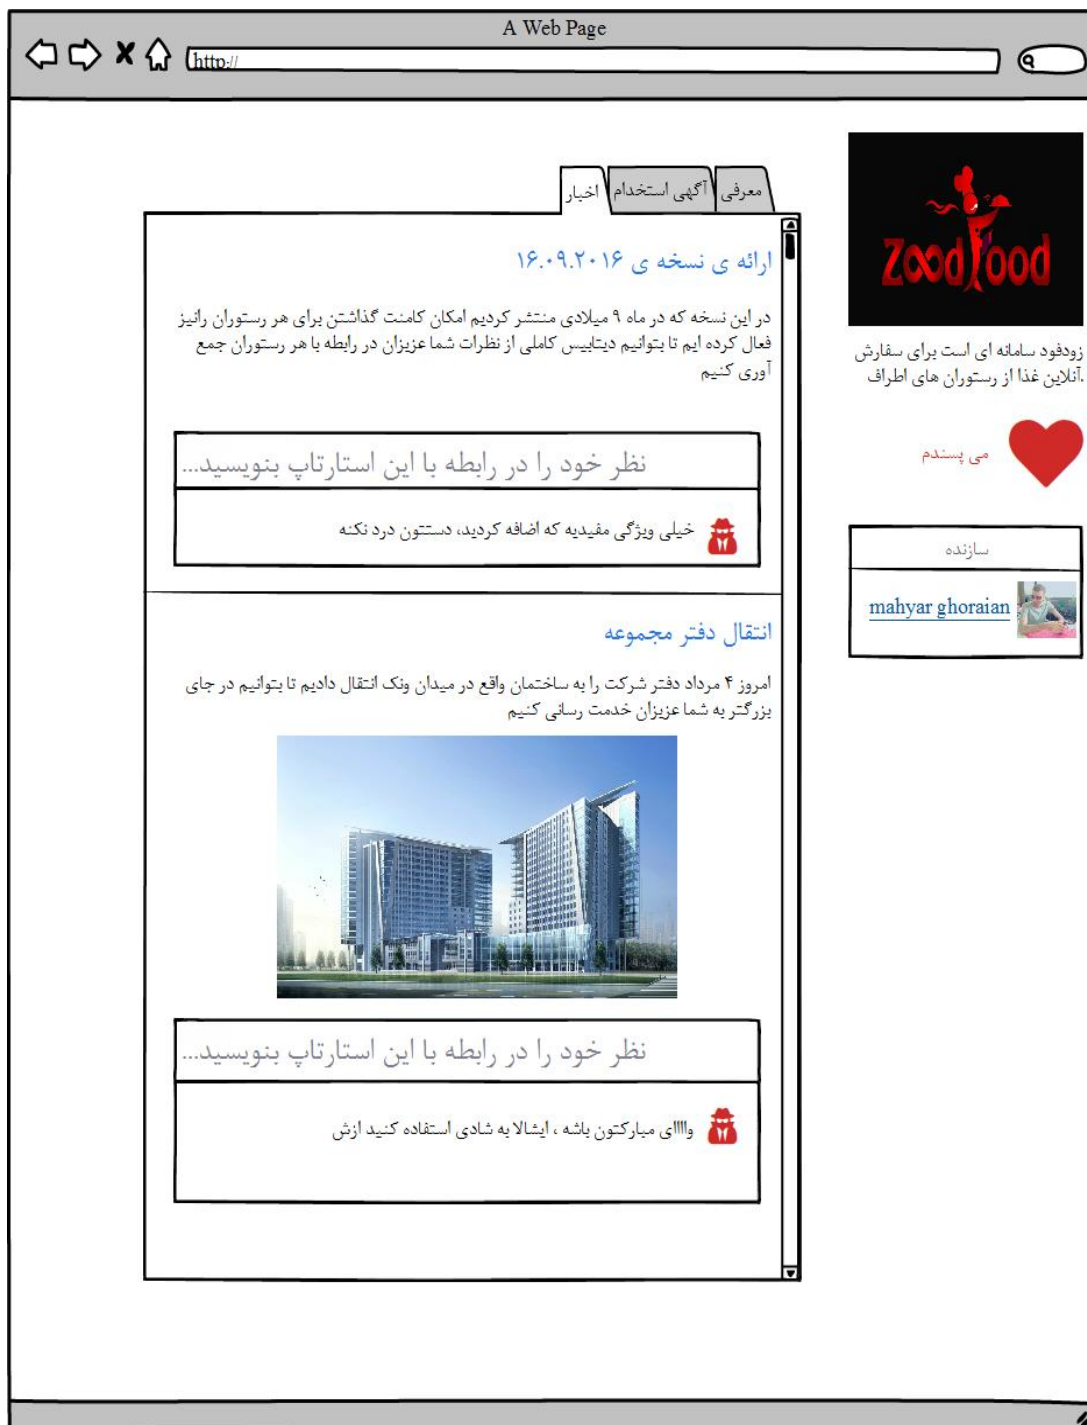 A Web Page
http://
ZoodFood
زودفود سامانه ای است برای سفارش
آنلاین غذا از رستوران های اطراف.
می پسندم
سازنده
mahyar ghoraian
معرفی
آگهی استخدام
اخبار
ارائه ی نسخه ی ۱۶.۰۹.۲۰۱۶
در این نسخه که در ماه ۹ میلادی منتشر کردیم امکان کامنت گذاشتن برای هر رستوران رانیز
فعال کرده ایم تا بتوانیم دیتابیس کاملی از نظرات شما عزیزان در رابطه با هر رستوران جمع
آوری کنیم
نظر خود را در رابطه با این استارتاپ بنویسید...
خیلی ویژگی مفیدیه که اضافه کردید، دستتون درد نکنه
انتقال دفتر مجموعه
امروز ۴ مرداد دفتر شرکت را به ساختمان واقع در میدان ونک انتقال دادیم تا بتوانیم در جای
بزرگتر به شما عزیزان خدمت رسانی کنیم
نظر خود را در رابطه با این استارتاپ بنویسید...
واااای مبارکتون باشه ، ایشالا به شادی استفاده کنید ازش